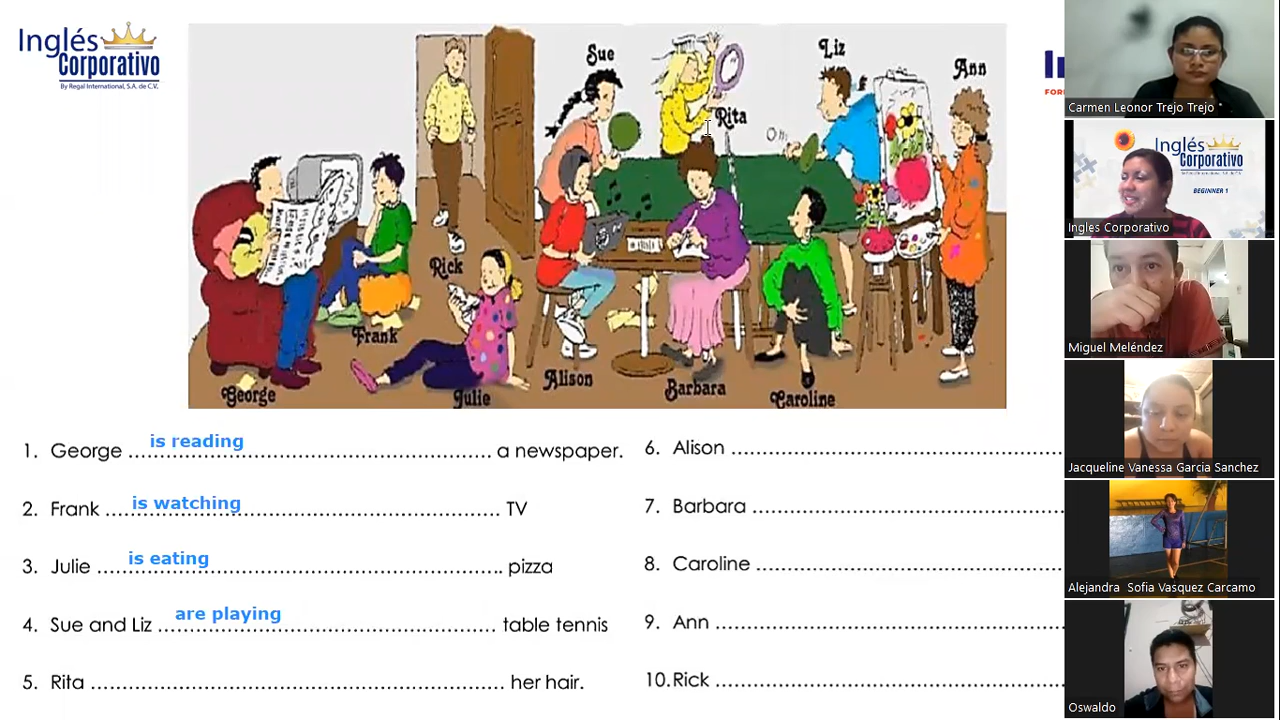 Inglés
Corporativo
By Regal International, S.A. de C.V.
Sue
Liz
Ann
Rita
Rick
Frank
George
Julie
Alison
Barbara
Caroline
1. George is reading a newspaper.
2. Frank is watching TV
3. Julie is eating pizza
4. Sue and Liz are playing table tennis
5. Rita her hair.
6. Alison
7. Barbara
8. Caroline
9. Ann
10. Rick
Carmen Leonor Trejo Trejo
Inglés
Corporativo
BEGINNER 1
Ingles Corporativo
Miguel Meléndez
Jacqueline Vanessa Garcia Sanchez
Alejandra Sofia Vasquez Carcamo
Oswaldo